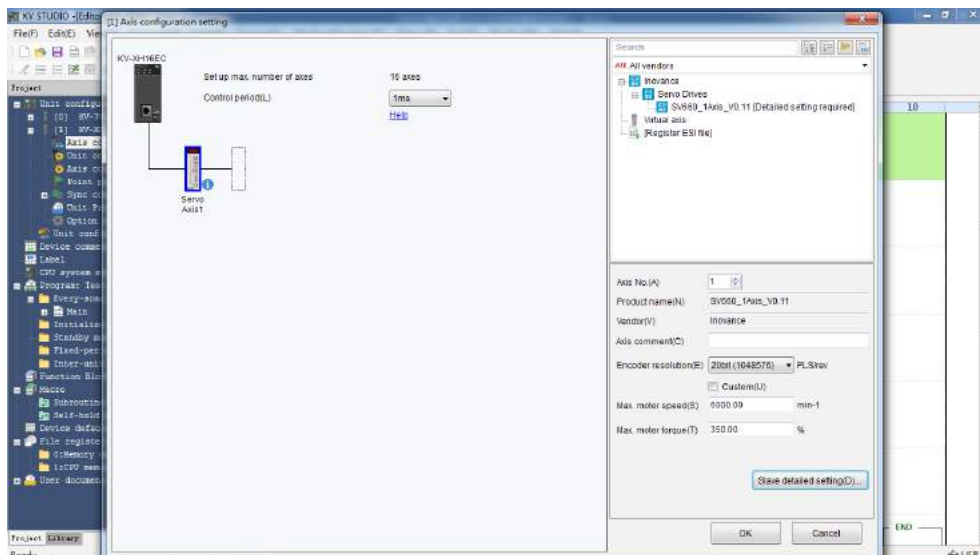 KV STUDIO -[Edito
[1] Axis configuration setting
File(F) Edit(E) Vie
Project
Unit configu
[0] KV-7
[1] KV-X
Axis co
Unit co
Axis co
Point p
Sync co
Unit P
Option
Unit conf
Device comme
Label
CPU system s
Program: Tes
Every-scan
Main
Initializ
Standby m
Fixed-per
Inter-uni
Function Blo
Macro
Subroutin
Self-hold
Device defau
File registe
0:Memory
1:CPU mem
User documen
Project Library
Ready
KV-XH16EC
Set up max. number of axes 16 axes
Control period(L) 1ms
Help
Servo
Axis1
Search
All All vendors
Inovance
Servo Drives
SV660_1Axis_V0.11 [Detailed setting required]
Virtual axis
[Register ESI file]
Axis No.(A) 1
Product name(N) SV660_1Axis_V0.11
Vendor(V) Inovance
Axis comment(C)
Encoder resolution(E) 20bit (1048576) PLS/rev
Custom(U)
Max. motor speed(S) 6000.00 min-1
Max. motor torque(T) 350.00 %
Slave detailed setting(D)...
OK Cancel
10
END